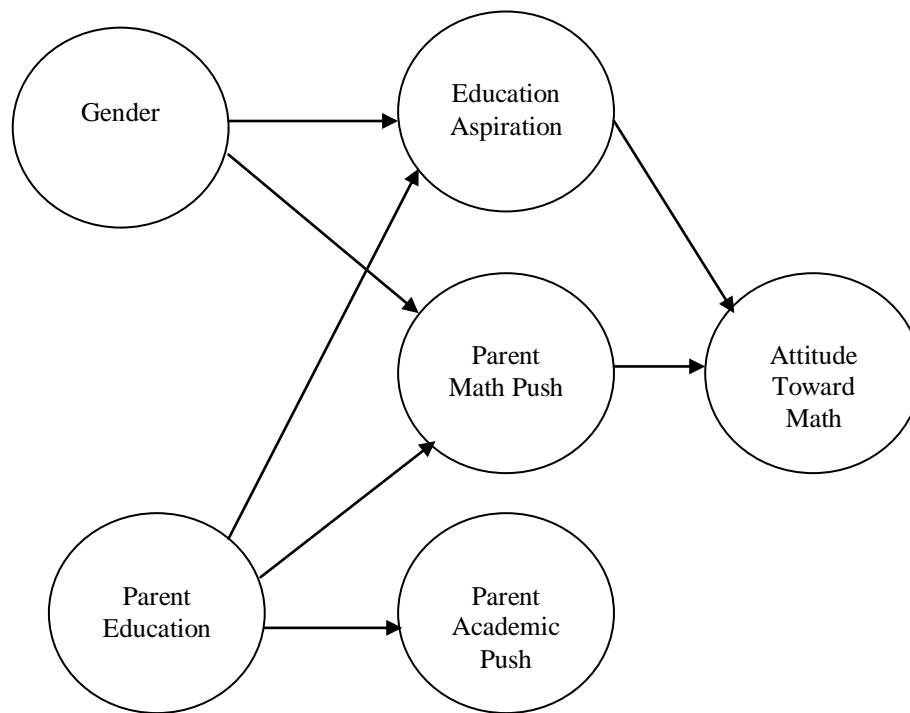 Gender
Education
Aspiration
Parent
Math Push
Attitude
Toward
Math
Parent
Education
Parent
Academic
Push